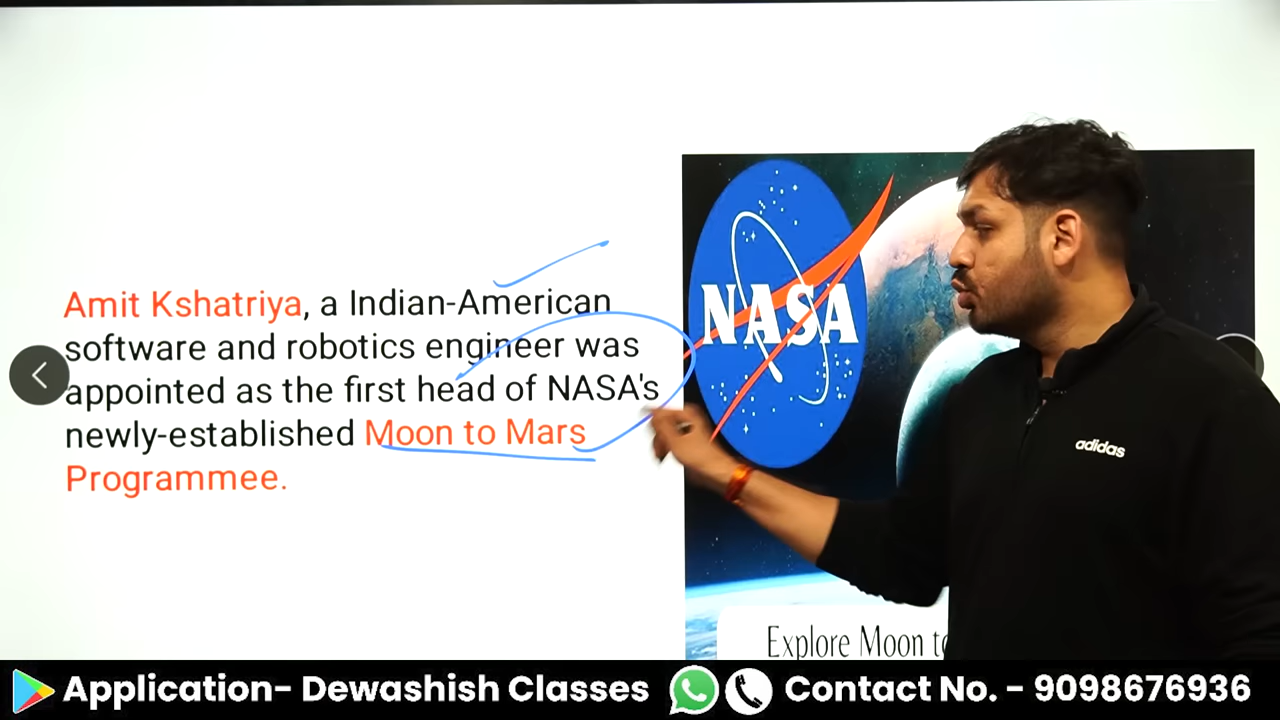 Amit Kshatriya, a Indian-American
software and robotics engineer was
appointed as the first head of NASA's
newly-established Moon to Mars
Programmee.
NASA
adidas
Explore Moon to
Application- Dewashish Classes
Contact No. - 9098676936